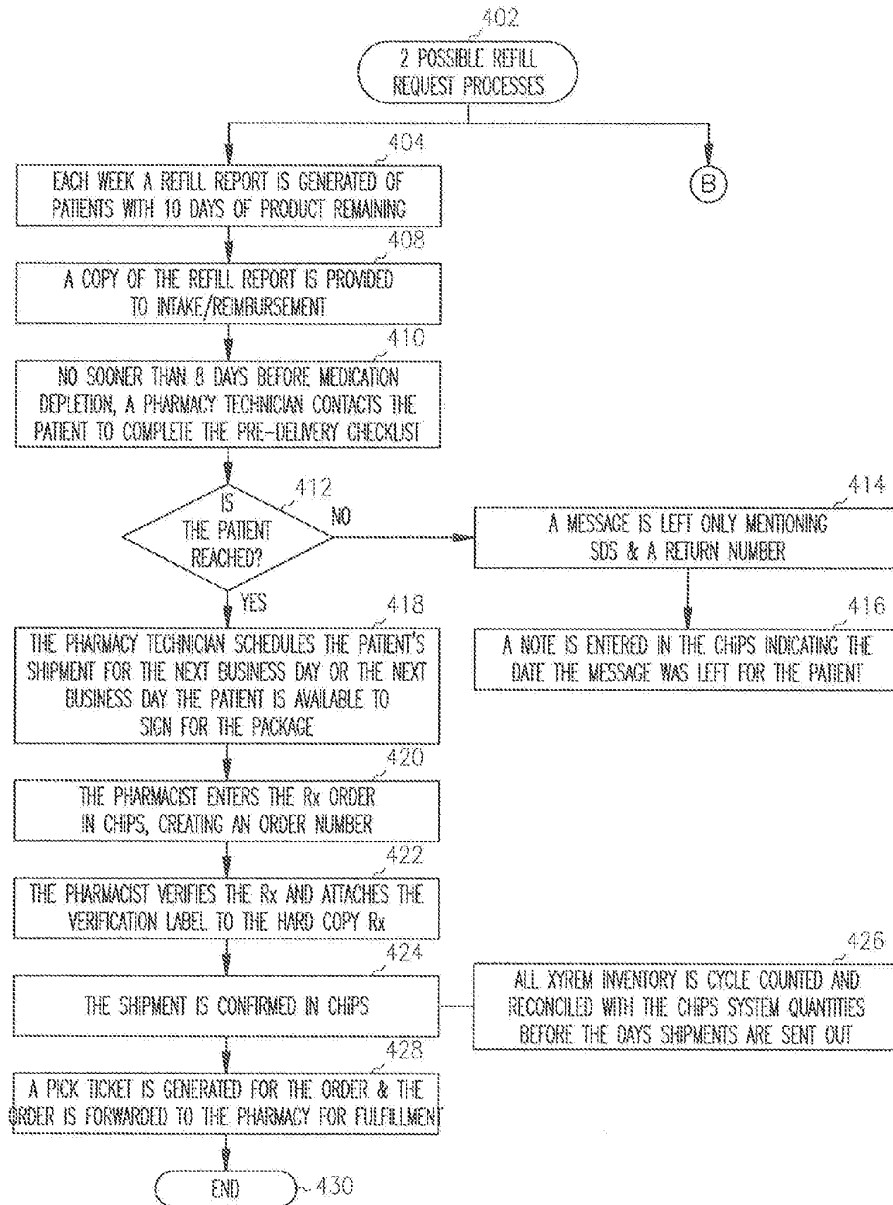 402
2 POSSIBLE REFILL
REQUEST PROCESSES
404
EACH WEEK A REFILL REPORT IS GENERATED OF
PATIENTS WITH 10 DAYS OF PRODUCT REMAINING
B
408
A COPY OF THE REFILL REPORT IS PROVIDED
TO INTAKE/REIMBURSEMENT
410
NO SOONER THAN 8 DAYS BEFORE MEDICATION
DEPLETION, A PHARMACY TECHNICIAN CONTACTS THE
PATIENT TO COMPLETE THE PRE-DELIVERY CHECKLIST
412
IS
THE PATIENT
REACHED?
NO
YES
414
A MESSAGE IS LEFT ONLY MENTIONING
SDS & A RETURN NUMBER
416
A NOTE IS ENTERED IN THE CHIPS INDICATING THE
DATE THE MESSAGE WAS LEFT FOR THE PATIENT
418
THE PHARMACY TECHNICIAN SCHEDULES THE PATIENT'S
SHIPMENT FOR THE NEXT BUSINESS DAY OR THE NEXT
BUSINESS DAY THE PATIENT IS AVAILABLE TO
SIGN FOR THE PACKAGE
420
THE PHARMACIST ENTERS THE Rx ORDER
IN CHIPS, CREATING AN ORDER NUMBER
422
THE PHARMACIST VERIFIES THE Rx AND ATTACHES THE
VERIFICATION LABEL TO THE HARD COPY Rx
424
THE SHIPMENT IS CONFIRMED IN CHIPS
426
ALL XYREM INVENTORY IS CYCLE COUNTED AND
RECONCILED WITH THE CHIPS SYSTEM QUANTITIES
BEFORE THE DAYS SHIPMENTS ARE SENT OUT
428
A PICK TICKET IS GENERATED FOR THE ORDER & THE
ORDER IS FORWARDED TO THE PHARMACY FOR FULFILLMENT
END
430